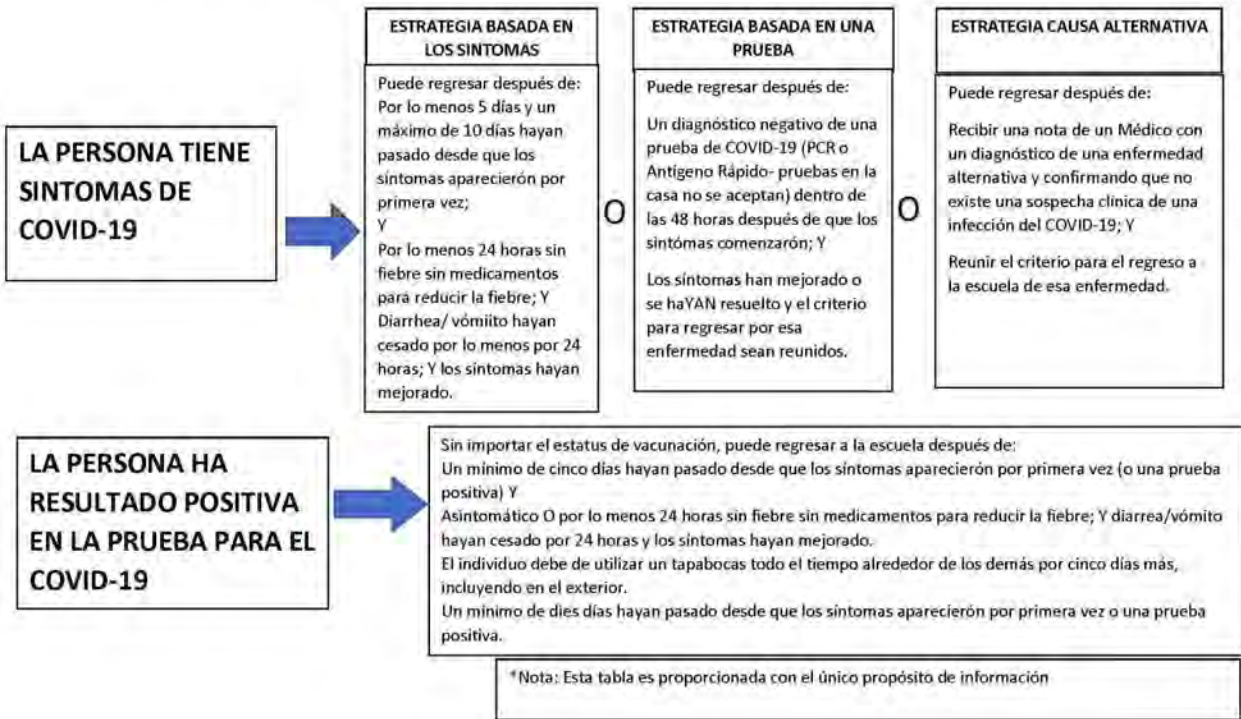 LA PERSONA TIENE
SINTOMAS DE
COVID-19
ESTRATEGIA BASADA EN
LOS SINTOMAS
Puede regresar después de:
Por lo menos 5 días y un
máximo de 10 días hayan
pasado desde que los
síntomas aparecierón por
primera vez;
Y
Por lo menos 24 horas sin
fiebre sin medicamentos
para reducir la fiebre; Y
Diarrhea/ vómiito hayan
cesado por lo menos por 24
horas; Y los síntomas hayan
mejorado.
O
ESTRATEGIA BASADA EN UNA
PRUEBA
Puede regresar después de:
Un diagnóstico negativo de una
prueba de COVID-19 (PCR o
Antígeno Rápido- pruebas en la
casa no se aceptan) dentro de
las 48 horas después de que los
sintómas comenzarón; Y
Los síntomas han mejorado o
se haYAN resuelto y el criterio
para regresar por esa
enfermedad sean reunidos.
O
ESTRATEGIA CAUSA ALTERNATIVA
Puede regresar después de:
Recibir una nota de un Médico con
un diagnóstico de una enfermedad
alternativa y confirmando que no
existe una sospecha clínica de una
infección del COVID-19; Y
Reunir el criterio para el regreso a
la escuela de esa enfermedad.
LA PERSONA HA
RESULTADO POSITIVA
EN LA PRUEBA PARA EL
COVID-19
Sin importar el estatus de vacunación, puede regresar a la escuela después de:
Un mínimo de cinco días hayan pasado desde que los síntomas aparecierón por primera vez (o una prueba
positiva) Y
Asintomático O por lo menos 24 horas sin fiebre sin medicamentos para reducir la fiebre; Y diarrea/vómito
hayan cesado por 24 horas y los síntomas hayan mejorado.
El individuo debe de utilizar un tapabocas todo el tiempo alrededor de los demás por cinco días más,
incluyendo en el exterior.
Un mínimo de dies días hayan pasado desde que los síntomas aparecierón por primera vez o una prueba
positiva.
*Nota: Esta tabla es proporcionada con el único propósito de información